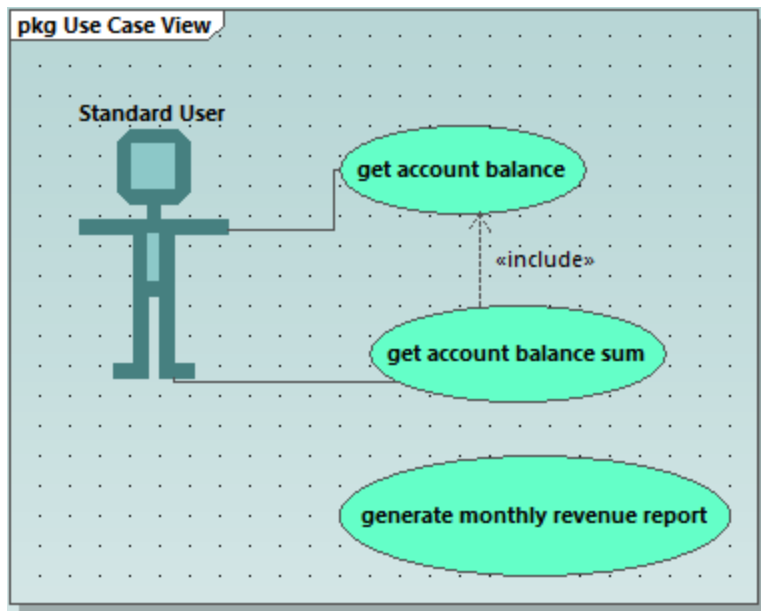 pkg Use Case View
Standard User
get account balance
«include»
get account balance sum
generate monthly revenue report